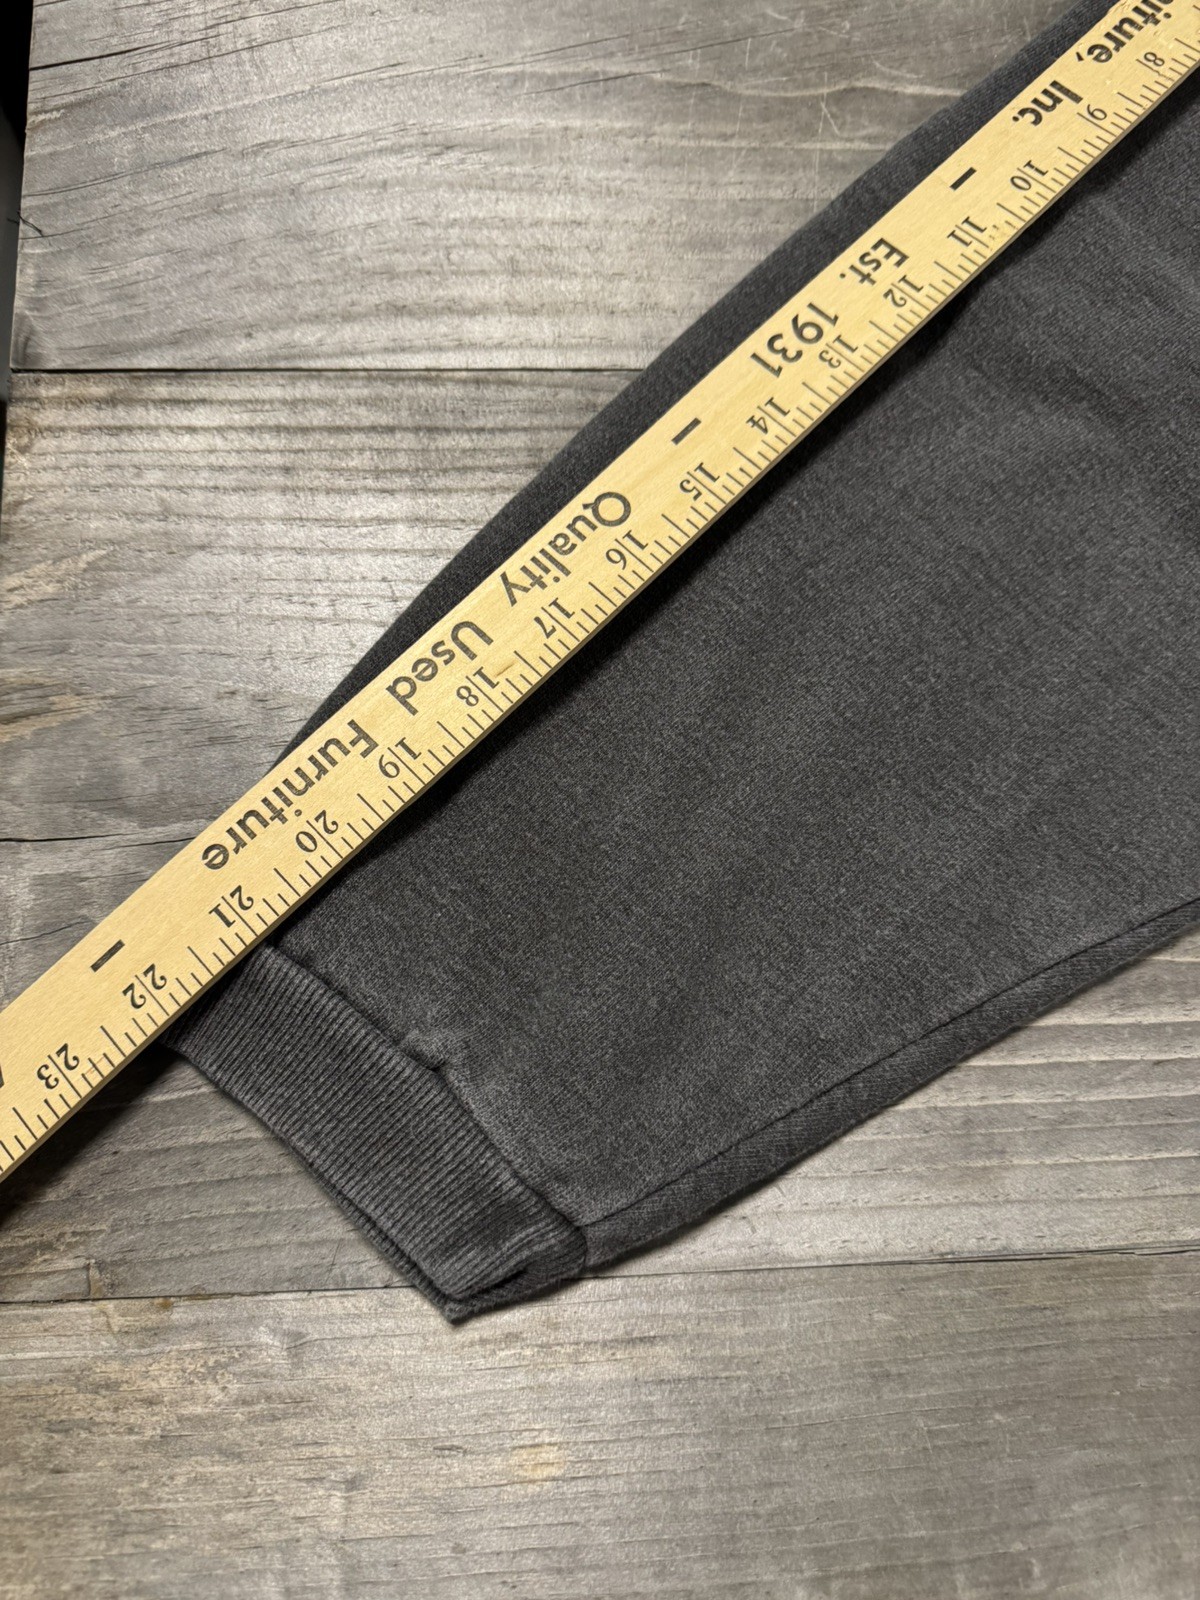 8 9 10 11 12 13 14 15 16 17 18 19 20 21 22 23
niture, Inc. - Est. 1931 - Quality Used Furniture -